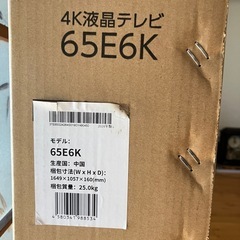 4K液晶テレビ
65E6K
モデル:
65E6K
生産国:中国
梱包寸法(W x H x D):
1649×1057×160(mm)
梱包質量: 25.0kg
4580341988534